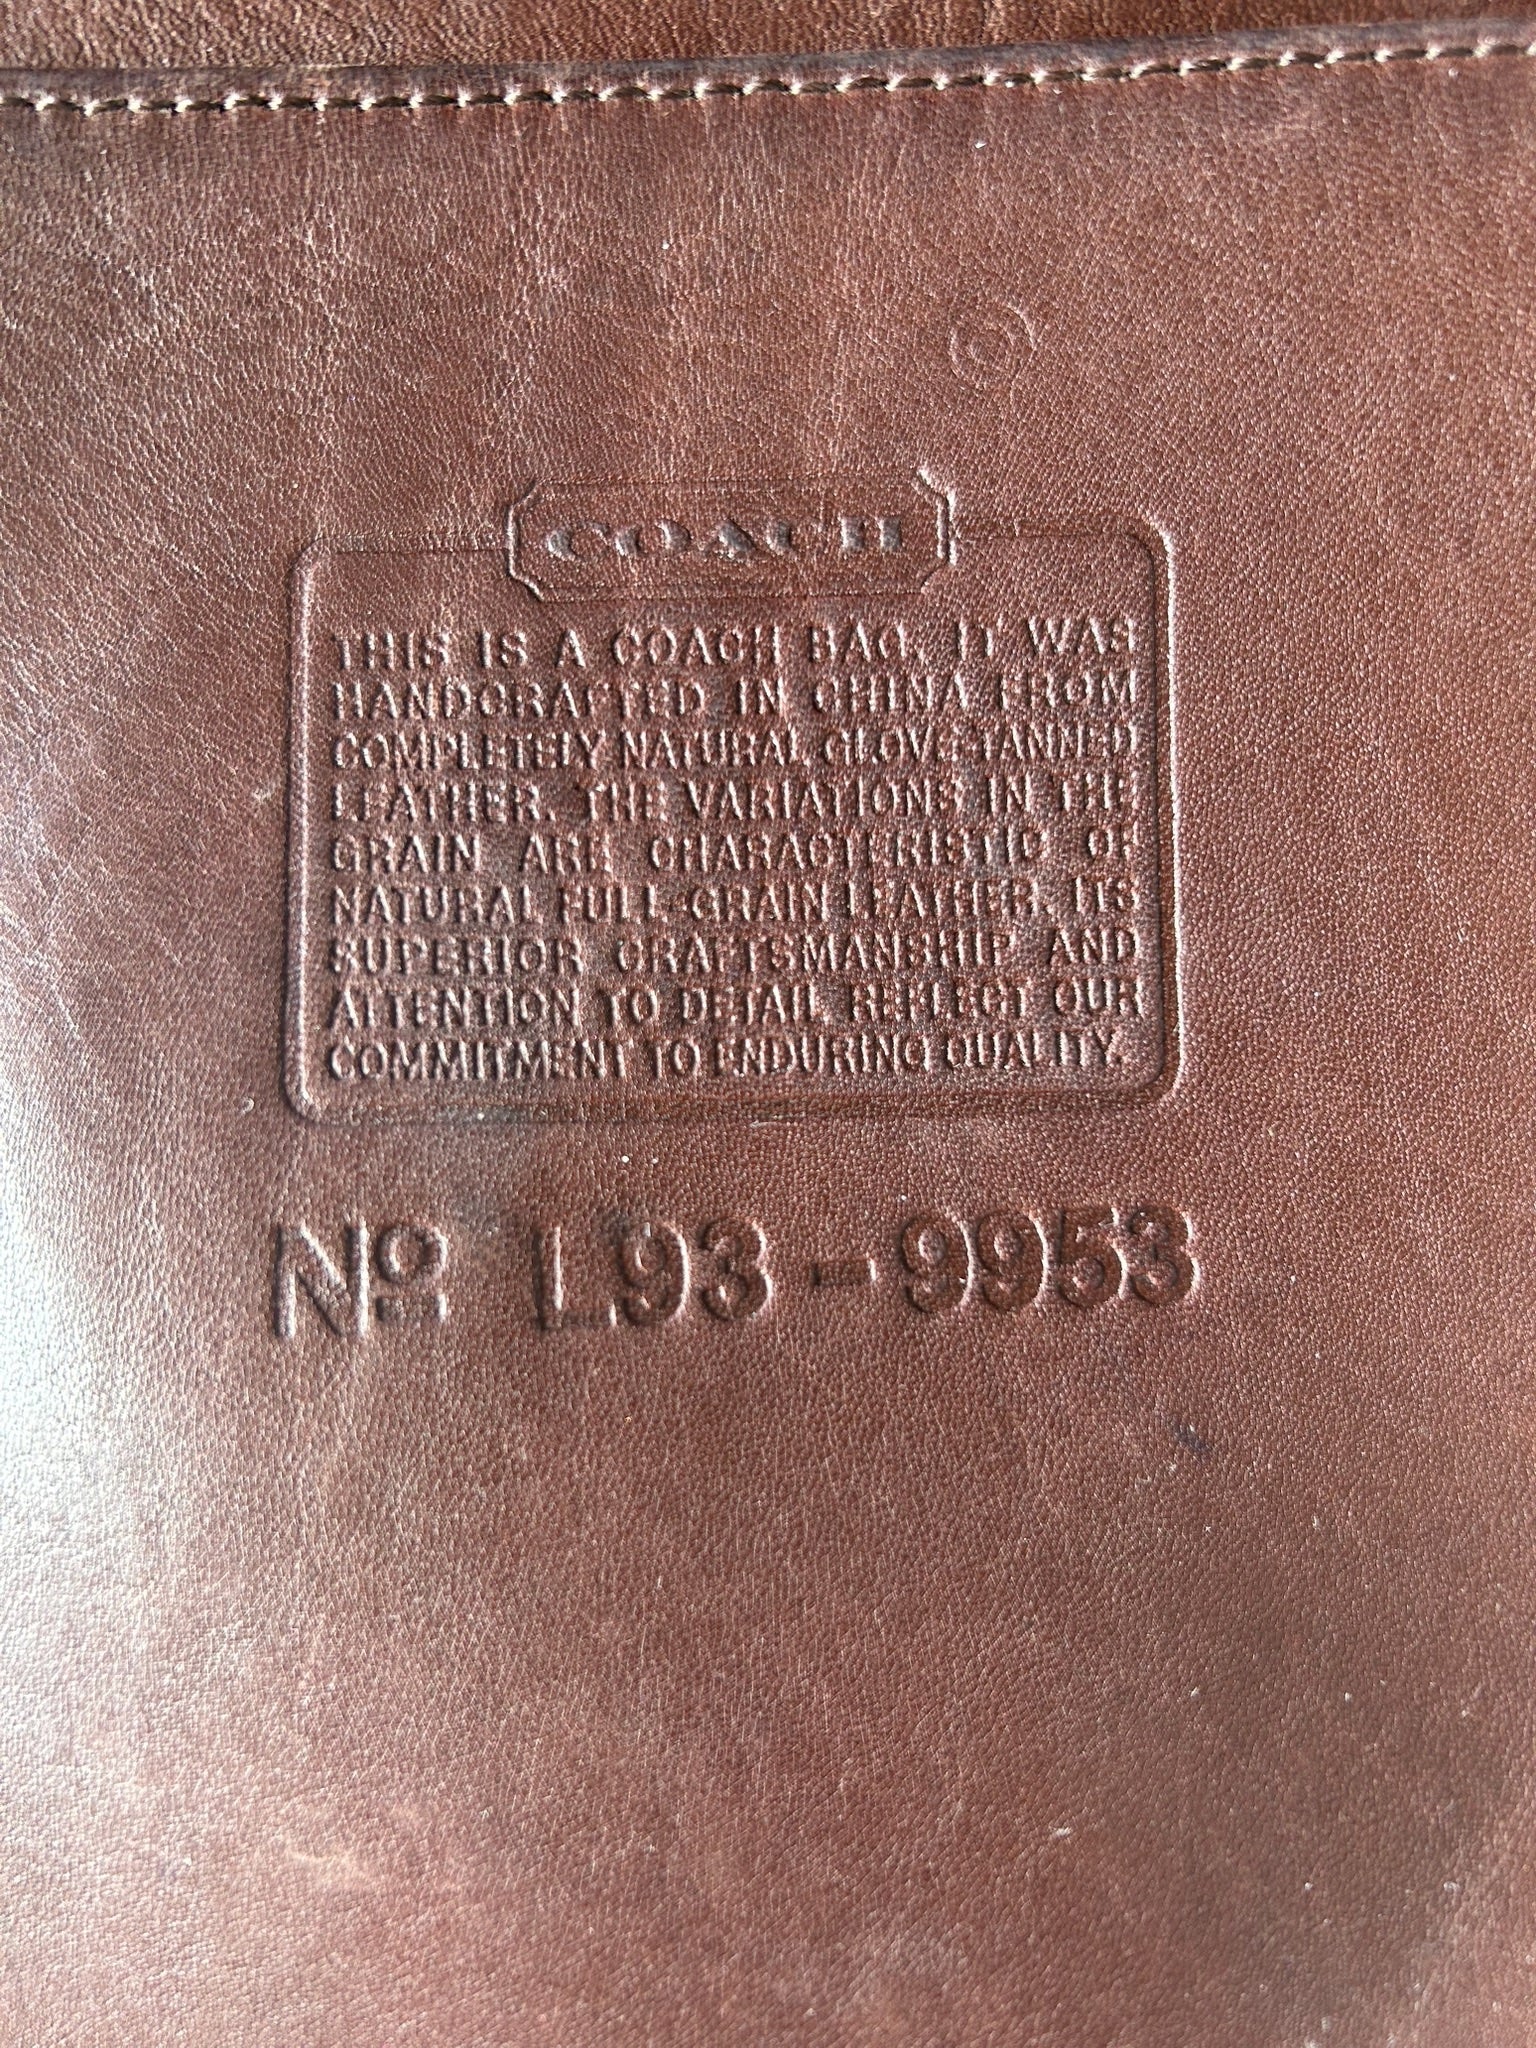 COACH
THIS IS A COACH BAG. IT WAS
HANDCRAFTED IN CHINA FROM
COMPLETELY NATURAL GLOVE-TANNED
LEATHER. THE VARIATIONS IN THE
GRAIN ARE CHARACTERISTIC OF
NATURAL FULL-GRAIN LEATHER. ITS
SUPERIOR CRAFTSMANSHIP AND
ATTENTION TO DETAIL REFLECT OUR
COMMITMENT TO ENDURING QUALITY.
Nº L93-9953